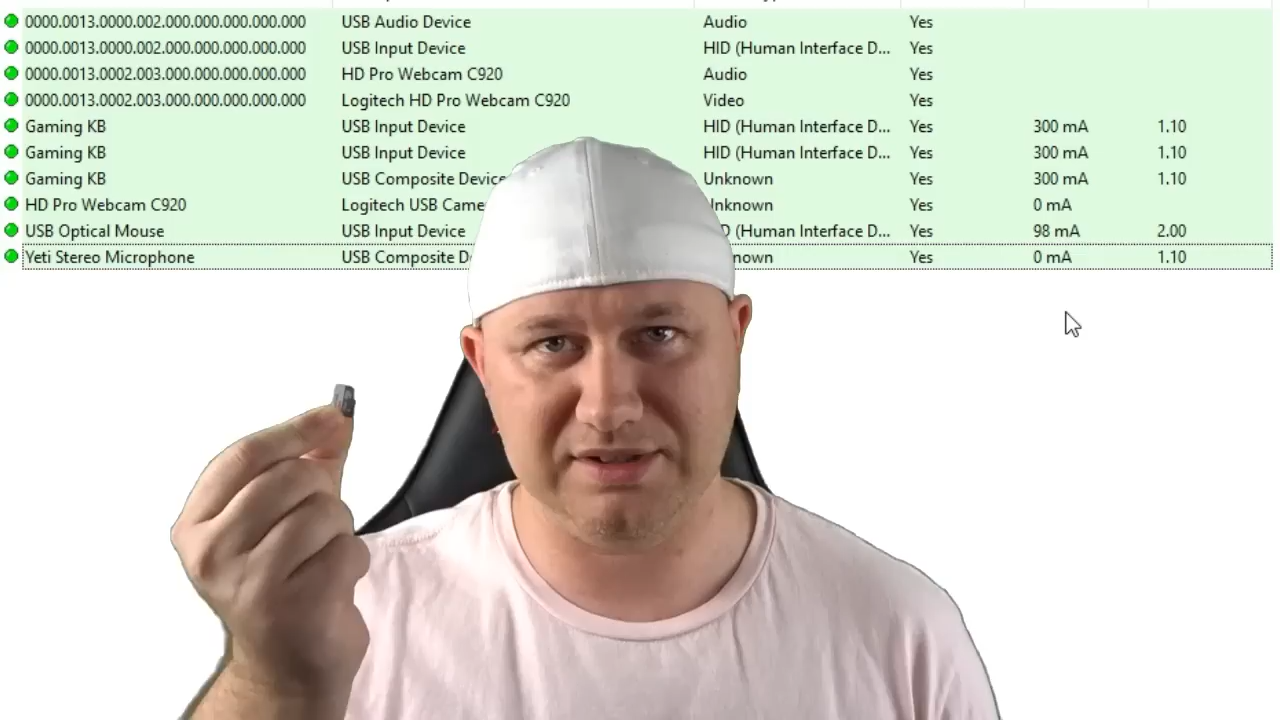 0000.0013.0000.002.000.000.000.000.000 USB Audio Device Audio Yes
0000.0013.0000.002.000.000.000.000.000 USB Input Device HID (Human Interface D... Yes
0000.0013.0002.003.000.000.000.000.000 HD Pro Webcam C920 Audio Yes
0000.0013.0002.003.000.000.000.000.000 Logitech HD Pro Webcam C920 Video Yes
Gaming KB USB Input Device HID (Human Interface D... Yes 300 mA 1.10
Gaming KB USB Input Device HID (Human Interface D... Yes 300 mA 1.10
Gaming KB USB Composite Device Unknown Yes 300 mA 1.10
HD Pro Webcam C920 Logitech USB Yes 0 mA
USB Optical Mouse USB Input Device (Human Interface D... Yes 98 mA 2.00
Yeti Stereo Microphone USB Composite Yes 0 mA 1.10